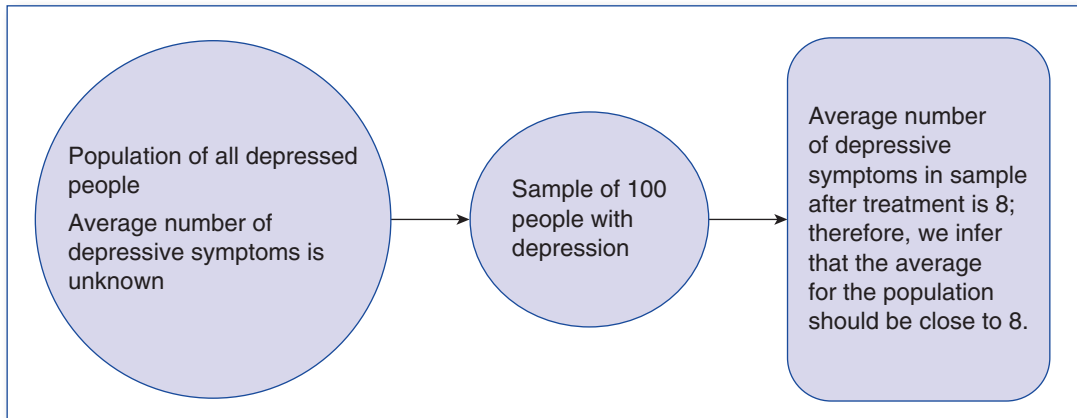 Population of all depressed
people
Average number of
depressive symptoms is
unknown
Sample of 100
people with
depression
Average number
of depressive
symptoms in sample
after treatment is 8;
therefore, we infer
that the average
for the population
should be close to 8.